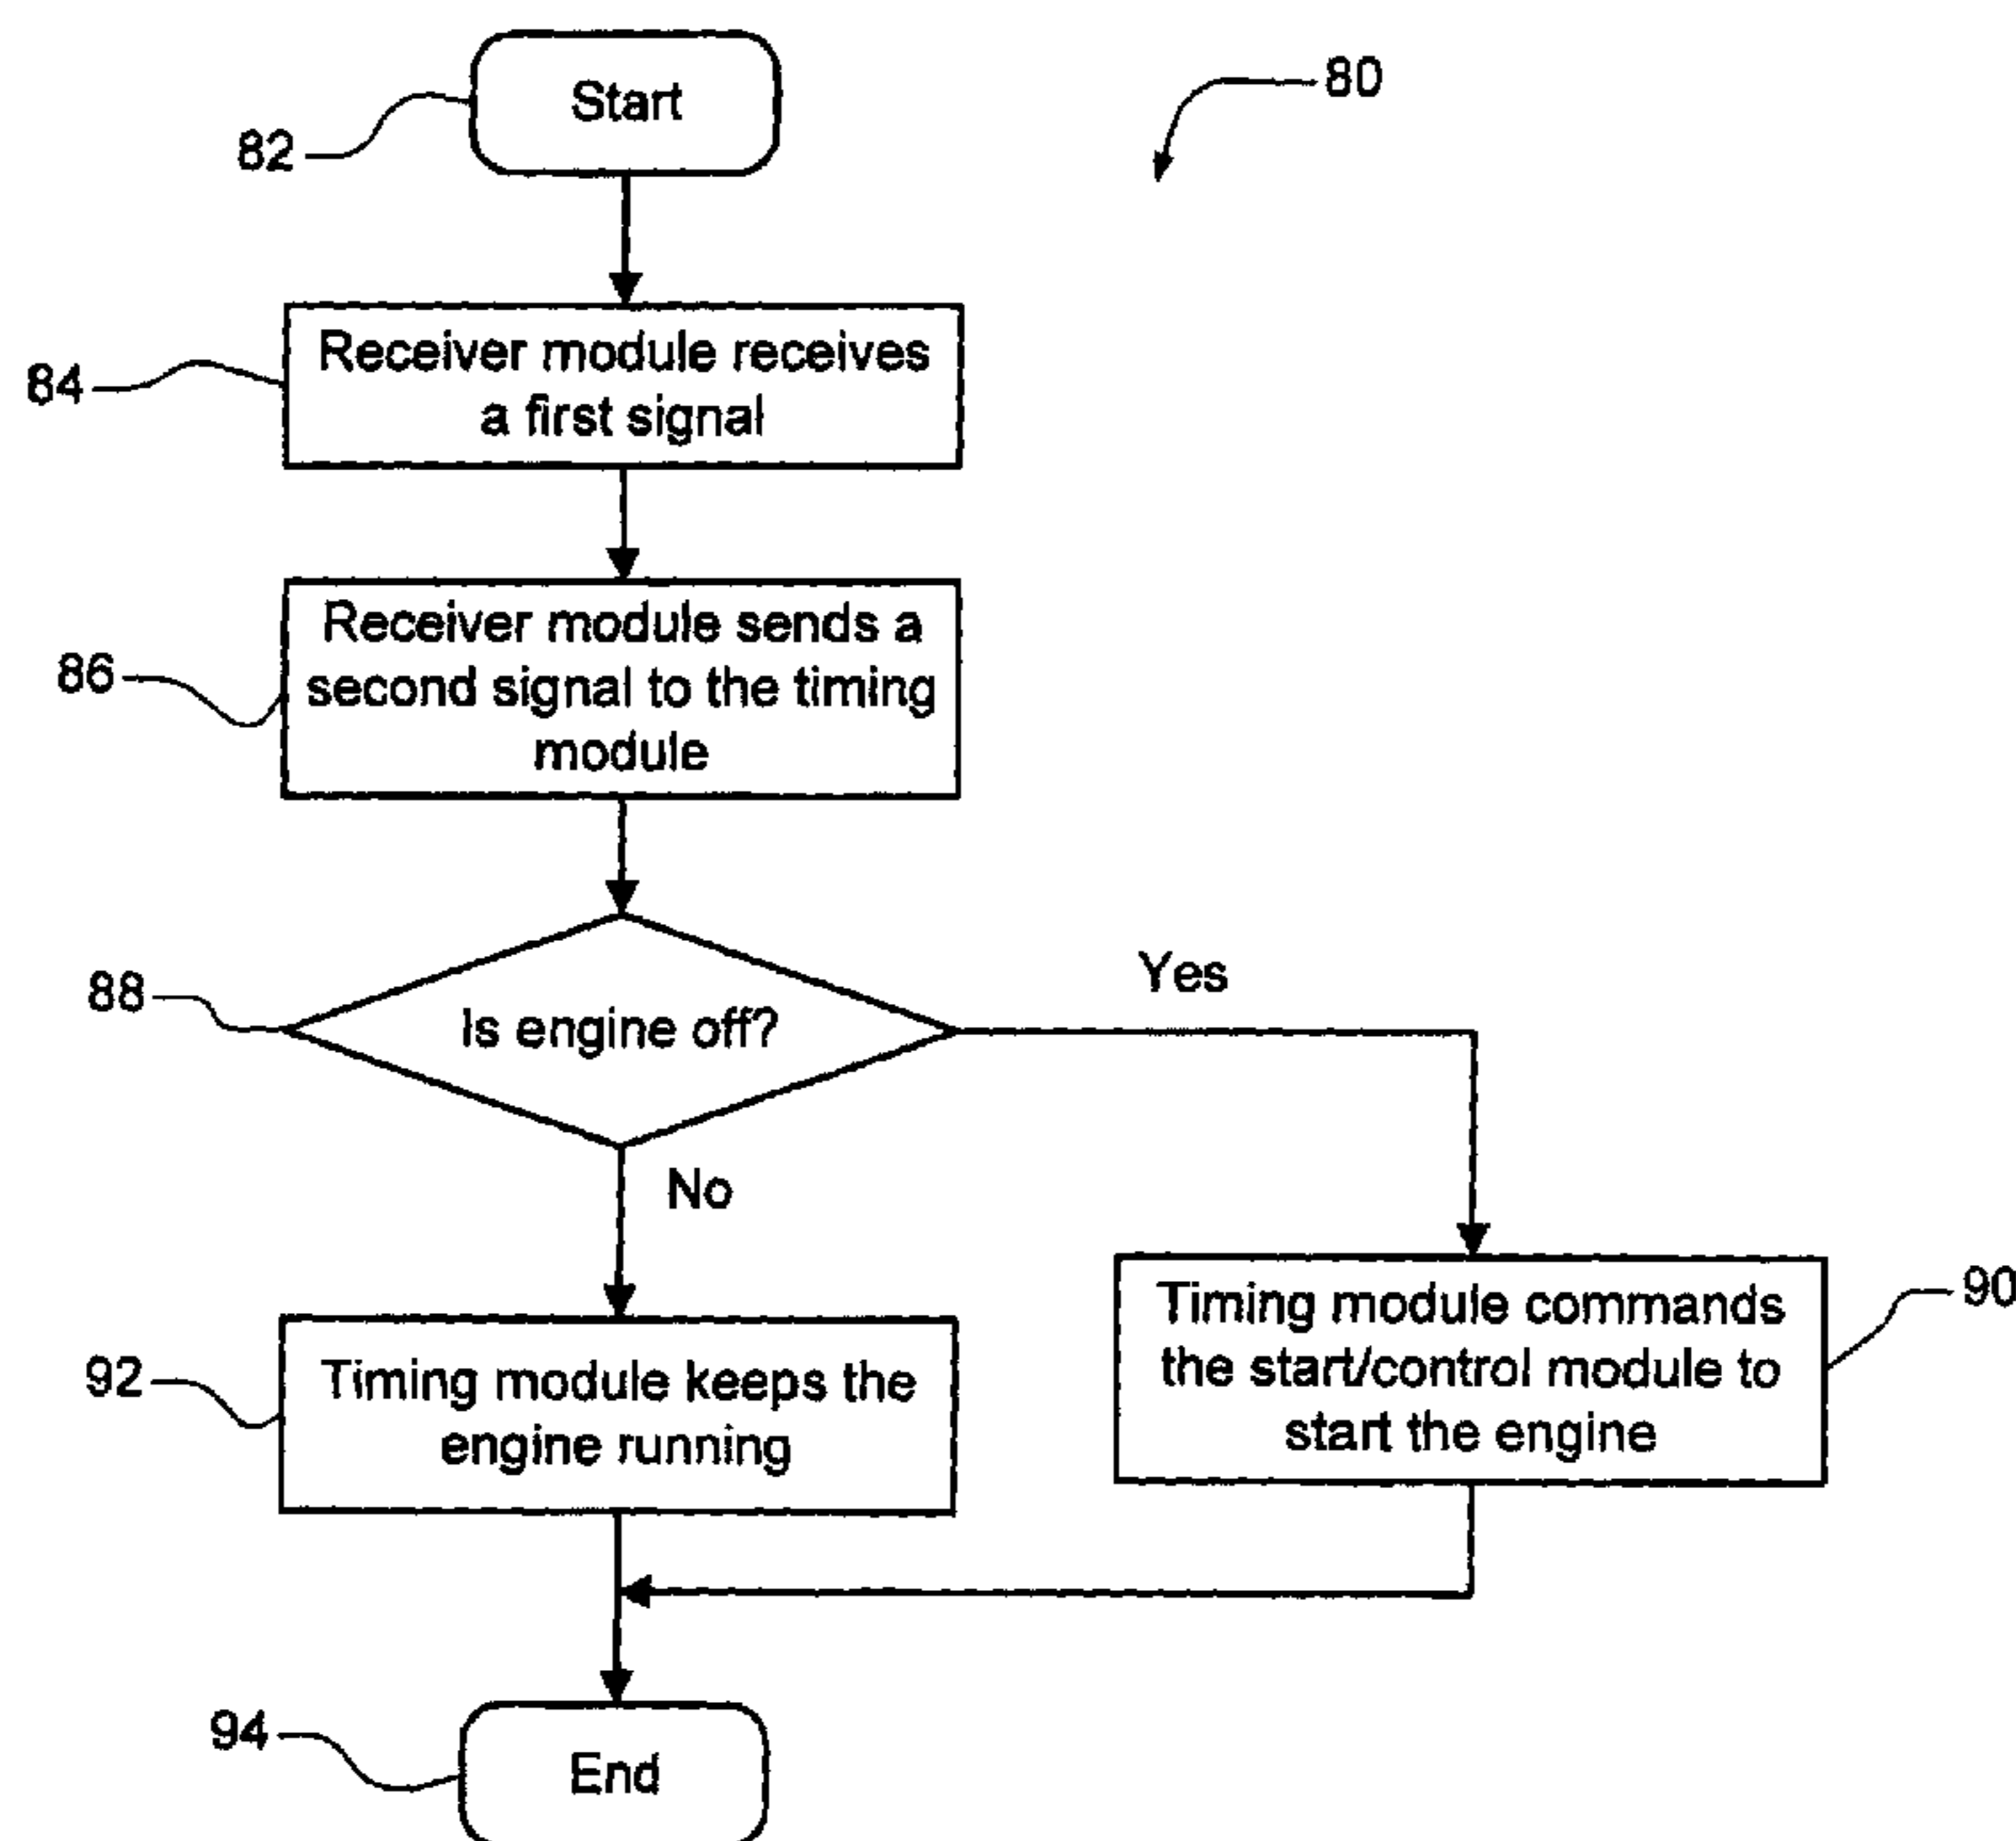 Start
80
82
Receiver module receives
a first signal
84
Receiver module sends a
second signal to the timing
module
86
88
Is engine off?
Yes
No
Timing module commands
the start/control module to
start the engine
90
92
Timing module keeps the
engine running
94
End